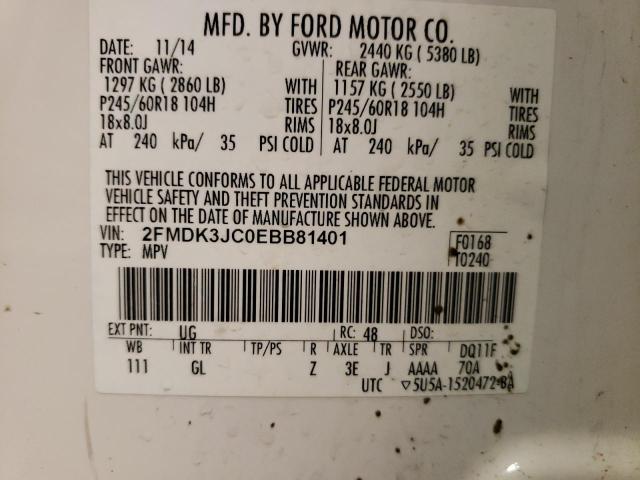 MFD. BY FORD MOTOR CO.
DATE: 11/14 GVWR: 2440 KG ( 5380 LB)
FRONT GAWR: REAR GAWR:
1297 KG ( 2860 LB) WITH 1157 KG ( 2550 LB) WITH
P245/60R18 104H TIRES P245/60R18 104H TIRES
18x8.0J RIMS 18x8.0J RIMS
AT 240 kPa/ 35 PSI COLD AT 240 kPa/ 35 PSI COLD
THIS VEHICLE CONFORMS TO ALL APPLICABLE FEDERAL MOTOR
VEHICLE SAFETY AND THEFT PREVENTION STANDARDS IN
EFFECT ON THE DATE OF MANUFACTURE SHOWN ABOVE.
VIN: 2FMDK3JC0EBB81401 F0168
TYPE: MPV T0240
EXT PNT: UG RC: 48 DSO:
WB INT TR TP/PS R AXLE TR SPR DQ11F
111 GL Z 3E J AAAA 70A
UTC ▽5U5A-1520472-BA